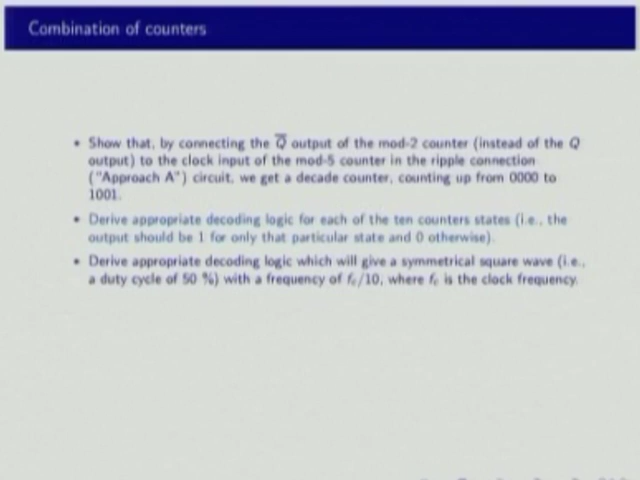 Combination of counters
• Show that, by connecting the Q̅ output of the mod-2 counter (instead of the Q
output) to the clock input of the mod-5 counter in the ripple connection
("Approach A") circuit, we get a decade counter, counting up from 0000 to
1001.
• Derive appropriate decoding logic for each of the ten counters states (i.e., the
output should be 1 for only that particular state and 0 otherwise).
• Derive appropriate decoding logic which will give a symmetrical square wave (i.e.,
a duty cycle of 50 %) with a frequency of f_c/10, where f_c is the clock frequency.